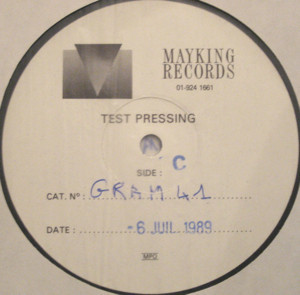 MAYKING
RECORDS
01-924 1661
TEST PRESSING
A C
SIDE :
CAT. Nº : GRAM 41
DATE : - 6 JUIL. 1989
MPO